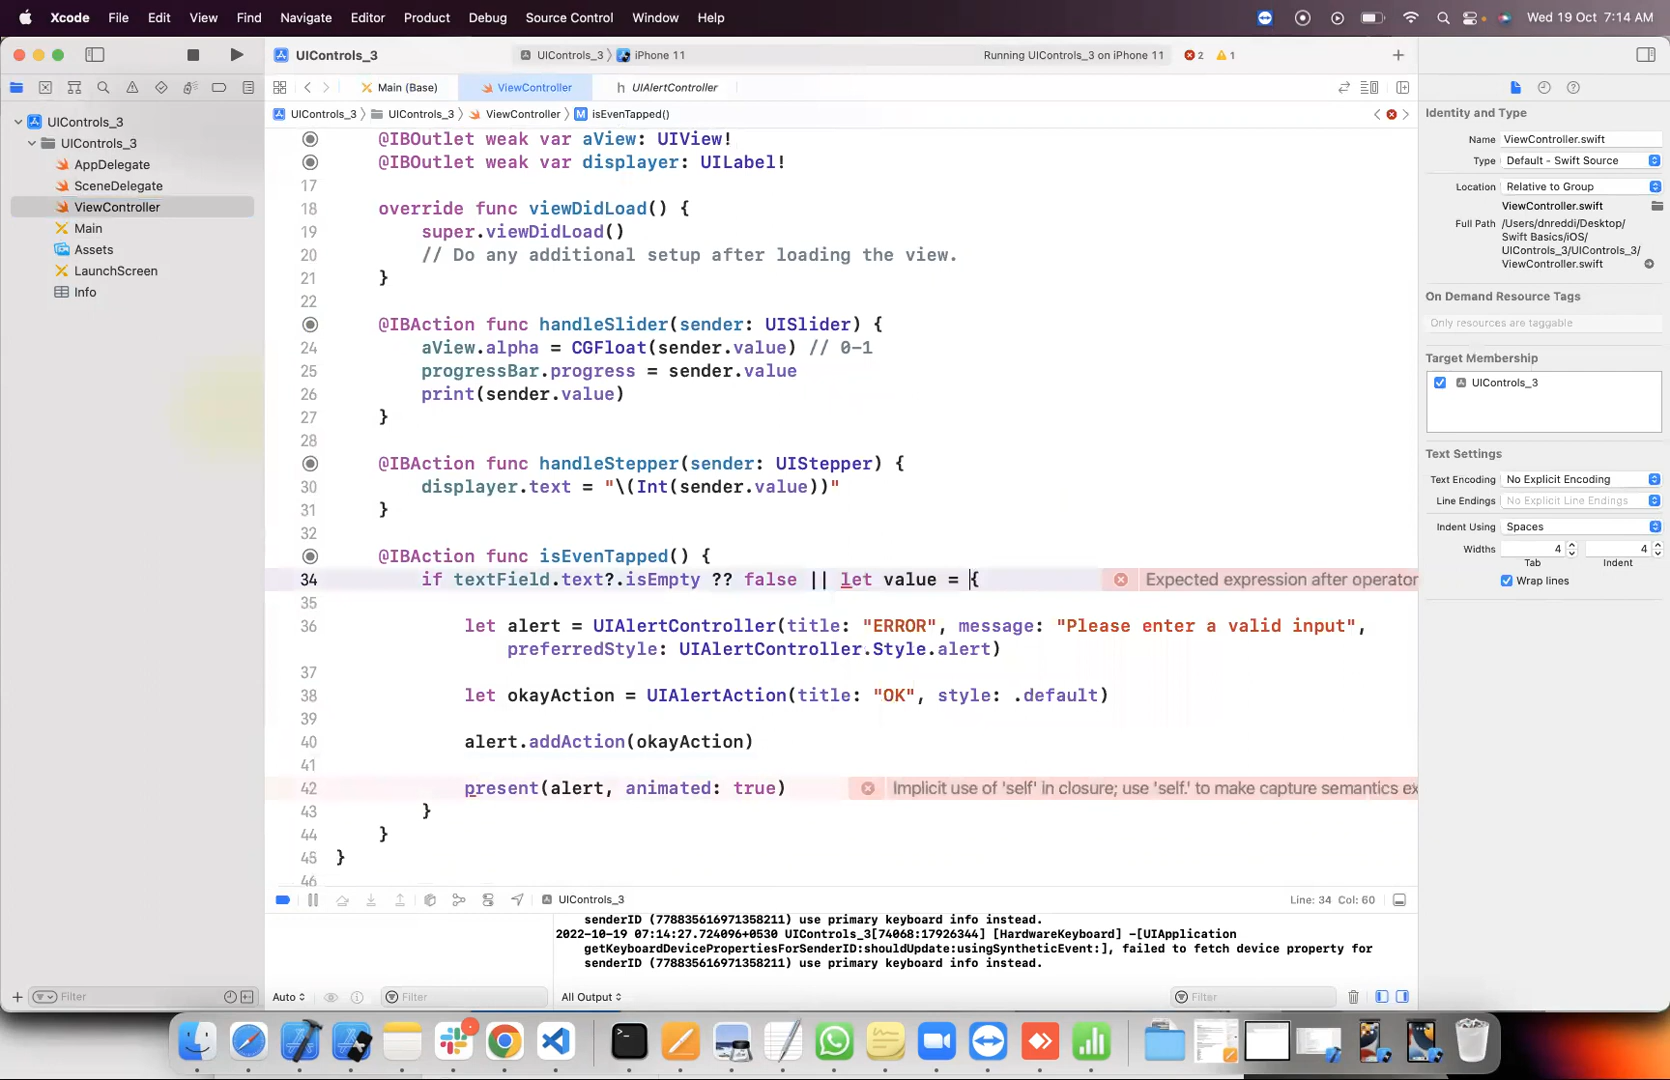 Xcode File Edit View Find Navigate Editor Product Debug Source Control Window Help Wed 19 Oct 7:14 AM
UIControls_3 UIControls_3 〉 iPhone 11 Running UIControls_3 on iPhone 11 2 1
Main (Base) ViewController h UIAlertController
UIControls_3 〉 UIControls_3 〉 ViewController 〉 M isEvenTapped()
UIControls_3
UIControls_3
AppDelegate
SceneDelegate
ViewController
Main
Assets
LaunchScreen
Info
@IBOutlet weak var aView: UIView!
@IBOutlet weak var displayer: UILabel!
17
18 override func viewDidLoad() {
19 super.viewDidLoad()
20 // Do any additional setup after loading the view.
21 }
22
@IBAction func handleSlider(sender: UISlider) {
24 aView.alpha = CGFloat(sender.value) // 0-1
25 progressBar.progress = sender.value
26 print(sender.value)
27 }
28
@IBAction func handleStepper(sender: UIStepper) {
30 displayer.text = "\(Int(sender.value))"
31 }
32
@IBAction func isEvenTapped() {
34 if textField.text?.isEmpty ?? false || let value = { Expected expression after operator
35
36 let alert = UIAlertController(title: "ERROR", message: "Please enter a valid input",
preferredStyle: UIAlertController.Style.alert)
37
38 let okayAction = UIAlertAction(title: "OK", style: .default)
39
40 alert.addAction(okayAction)
41
42 present(alert, animated: true) Implicit use of 'self' in closure; use 'self.' to make capture semantics ex
43 }
44 }
45 }
46
UIControls_3 Line: 34 Col: 60
senderID (778835616971358211) use primary keyboard info instead.
2022-10-19 07:14:27.724096+0530 UIControls_3[74068:17926344] [HardwareKeyboard] -[UIApplication
getKeyboardDevicePropertiesForSenderID:shouldUpdate:usingSyntheticEvent:], failed to fetch device property for
senderID (778835616971358211) use primary keyboard info instead.
Filter Auto Filter All Output Filter
Identity and Type
Name ViewController.swift
Type Default - Swift Source
Location Relative to Group
ViewController.swift
Full Path /Users/dnreddi/Desktop/
Swift Basics/iOS/
UIControls_3/UIControls_3/
ViewController.swift
On Demand Resource Tags
Only resources are taggable
Target Membership
UIControls_3
Text Settings
Text Encoding No Explicit Encoding
Line Endings No Explicit Line Endings
Indent Using Spaces
Widths 4 4
Tab Indent
Wrap lines